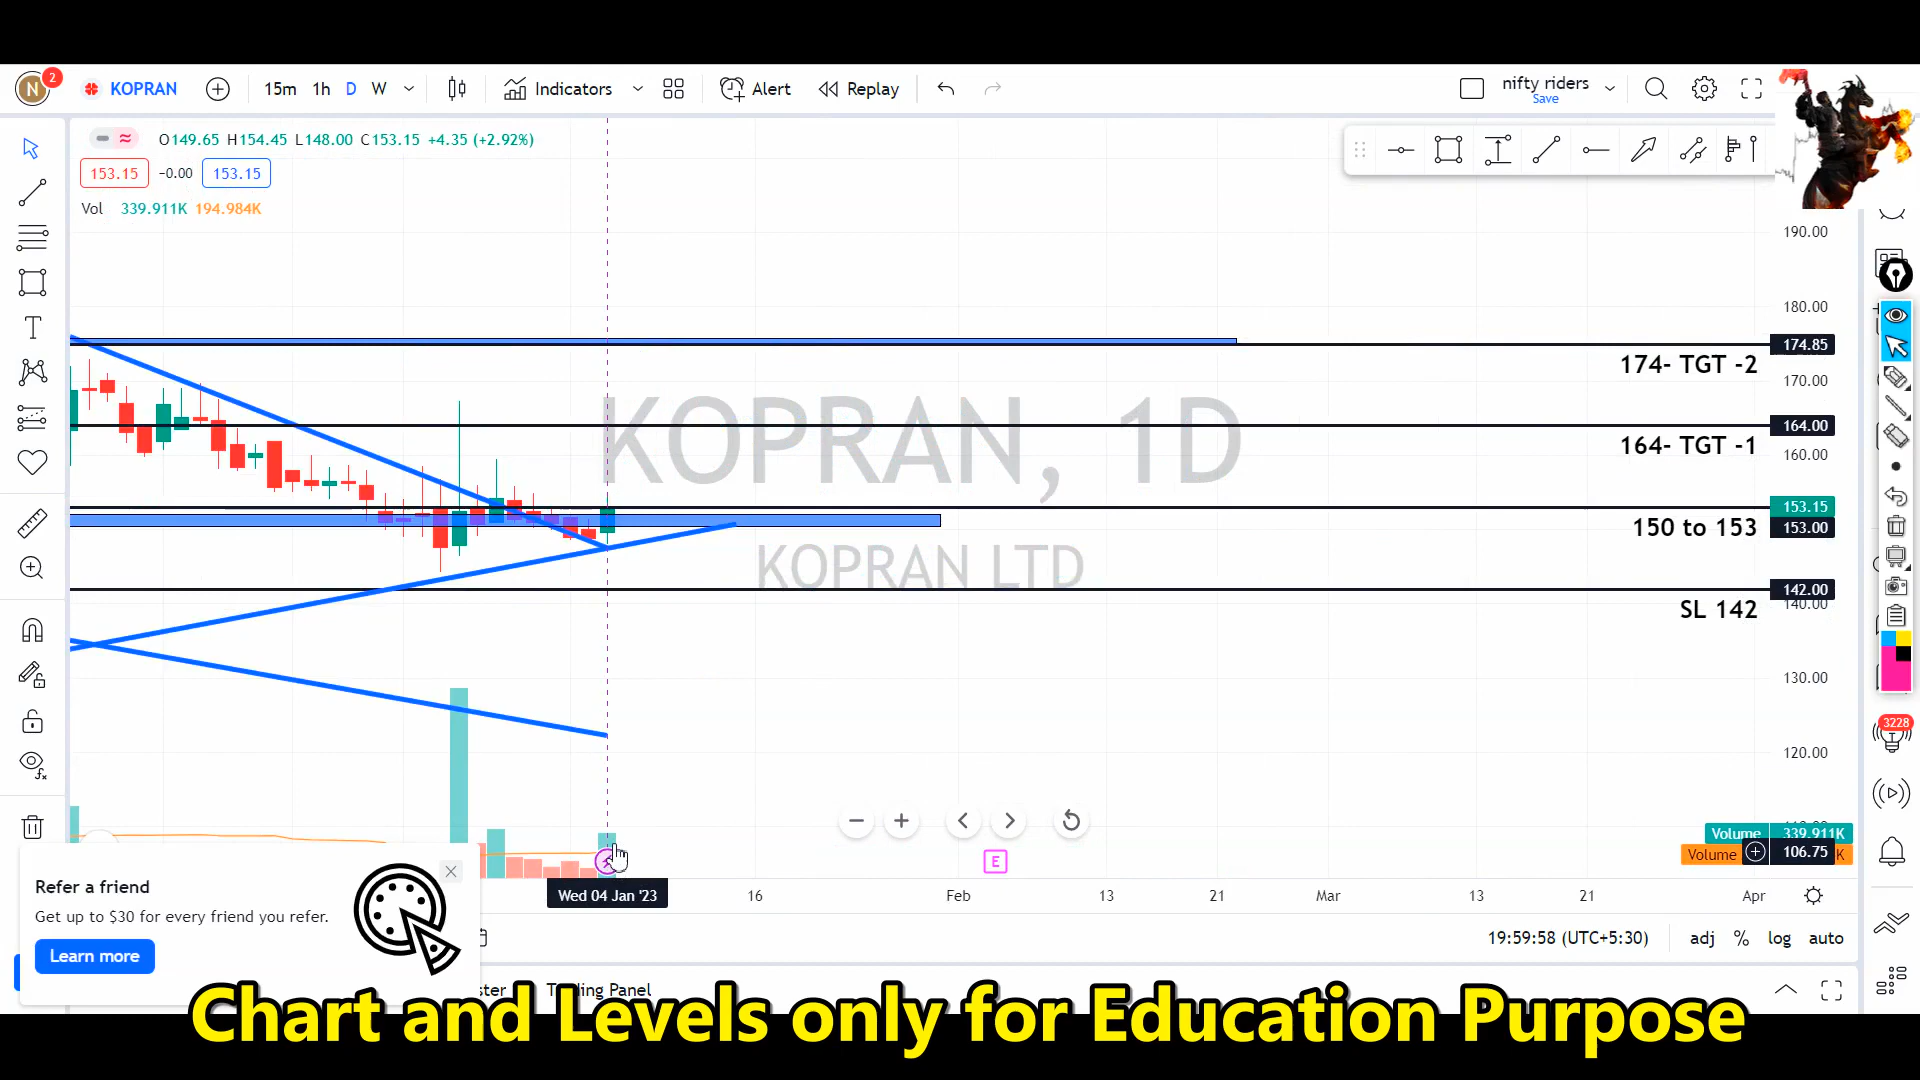 N 2 KOPRAN 15m 1h D W Indicators Alert Replay nifty riders
Save
O149.65 H154.45 L148.00 C153.15 +4.35 (+2.92%)
153.15 −0.00 153.15
Vol 339.911K 194.984K
190.00
180.00
174.85
174- TGT -2
170.00
KOPRAN, 1D
164.00
164- TGT -1
160.00
153.15
150 to 153
153.00
KOPRAN LTD
142.00
140.00
SL 142
130.00
3228
120.00
Volume 339.911K
Volume 106.75 K
E
Wed 04 Jan '23 16 Feb 13 21 Mar 13 21 Apr
Refer a friend
Get up to $30 for every friend you refer.
Learn more
19:59:58 (UTC+5:30) adj % log auto
Trading Panel
Chart and Levels only for Education Purpose